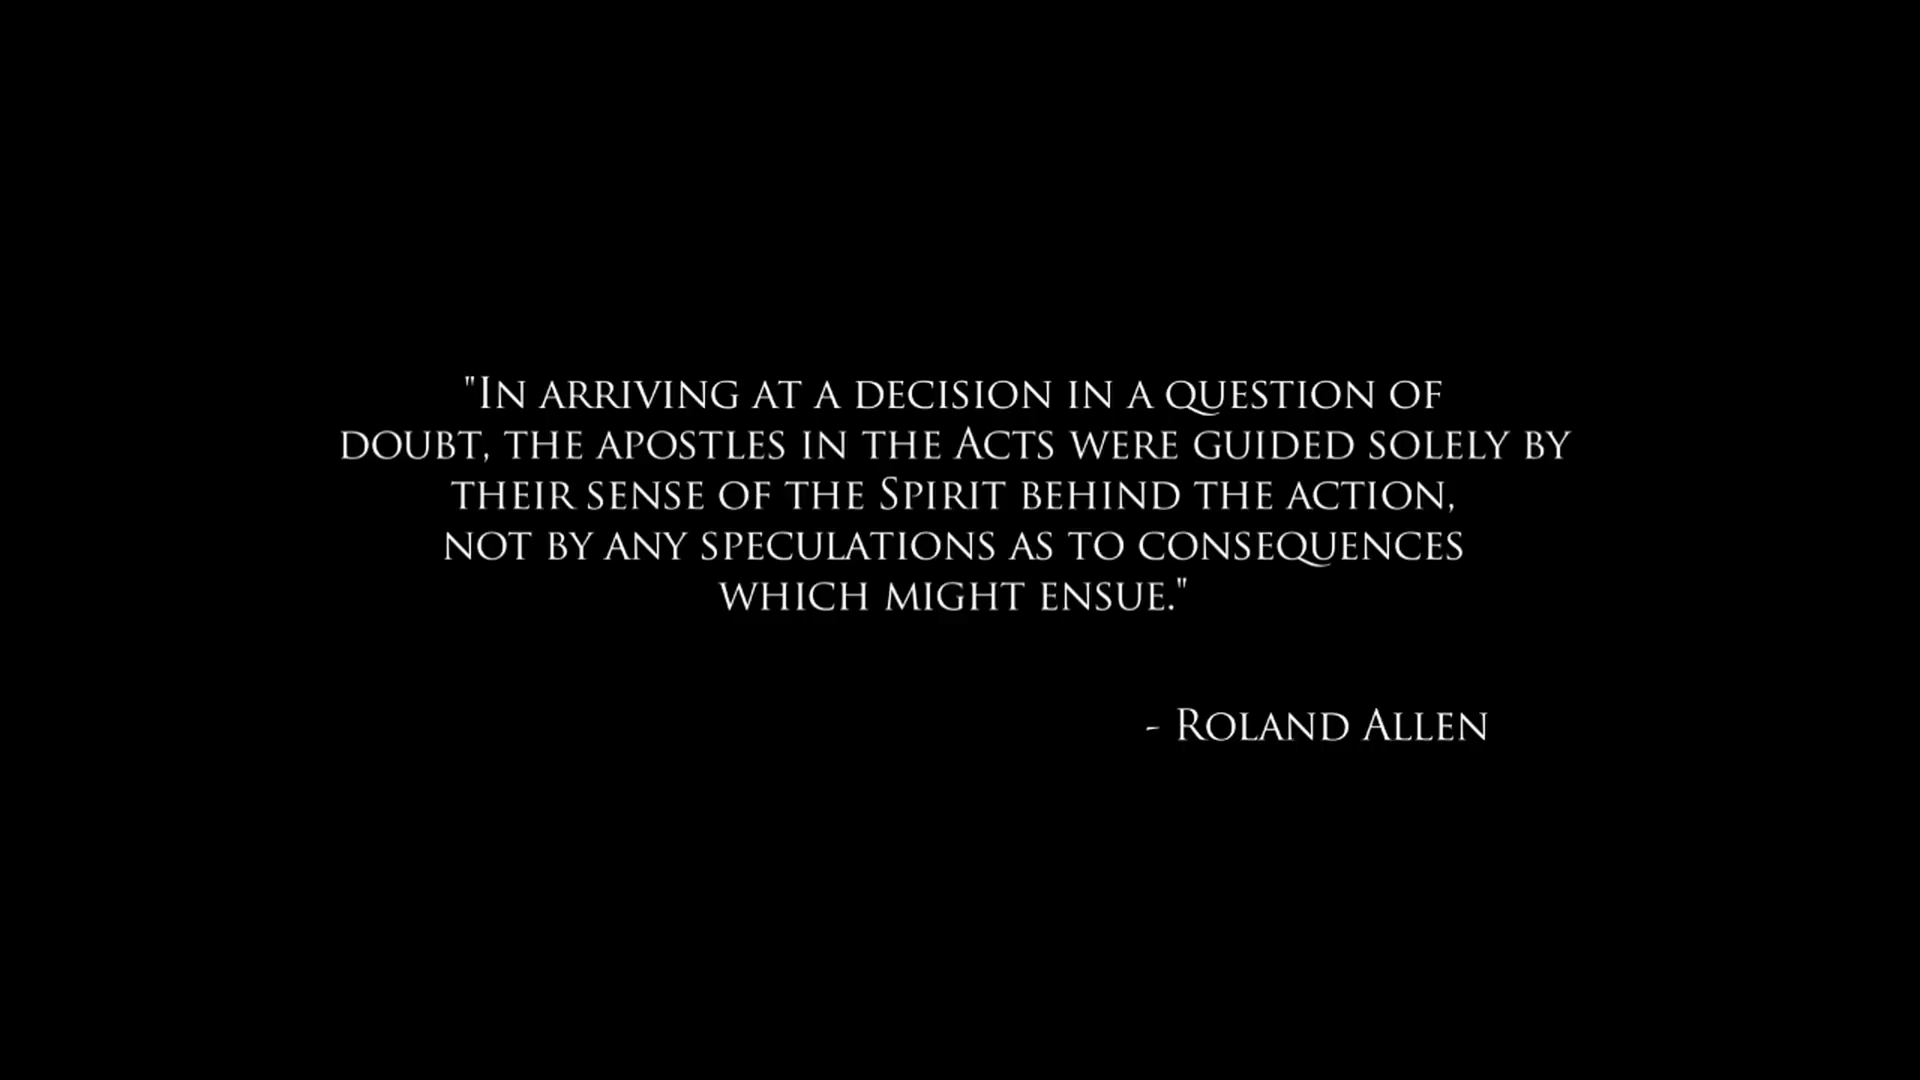 "In arriving at a decision in a question of
doubt, the apostles in the Acts were guided solely by
their sense of the Spirit behind the action,
not by any speculations as to consequences
which might ensue."
- Roland Allen